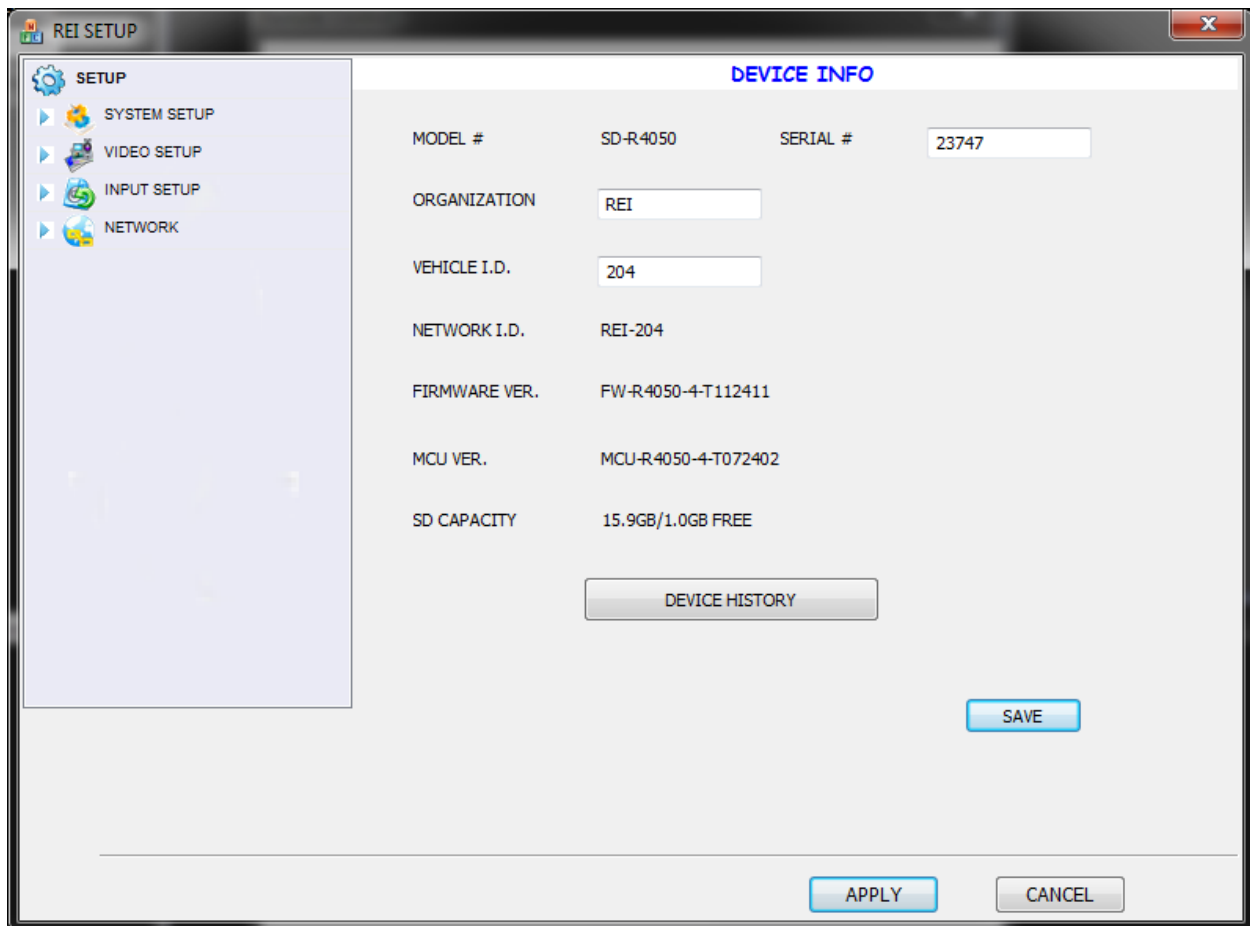 REI SETUP
SETUP
SYSTEM SETUP
VIDEO SETUP
INPUT SETUP
NETWORK
DEVICE INFO
MODEL # SD-R4050 SERIAL # 23747
ORGANIZATION REI
VEHICLE I.D. 204
NETWORK I.D. REI-204
FIRMWARE VER. FW-R4050-4-T112411
MCU VER. MCU-R4050-4-T072402
SD CAPACITY 15.9GB/1.0GB FREE
DEVICE HISTORY
SAVE
APPLY CANCEL